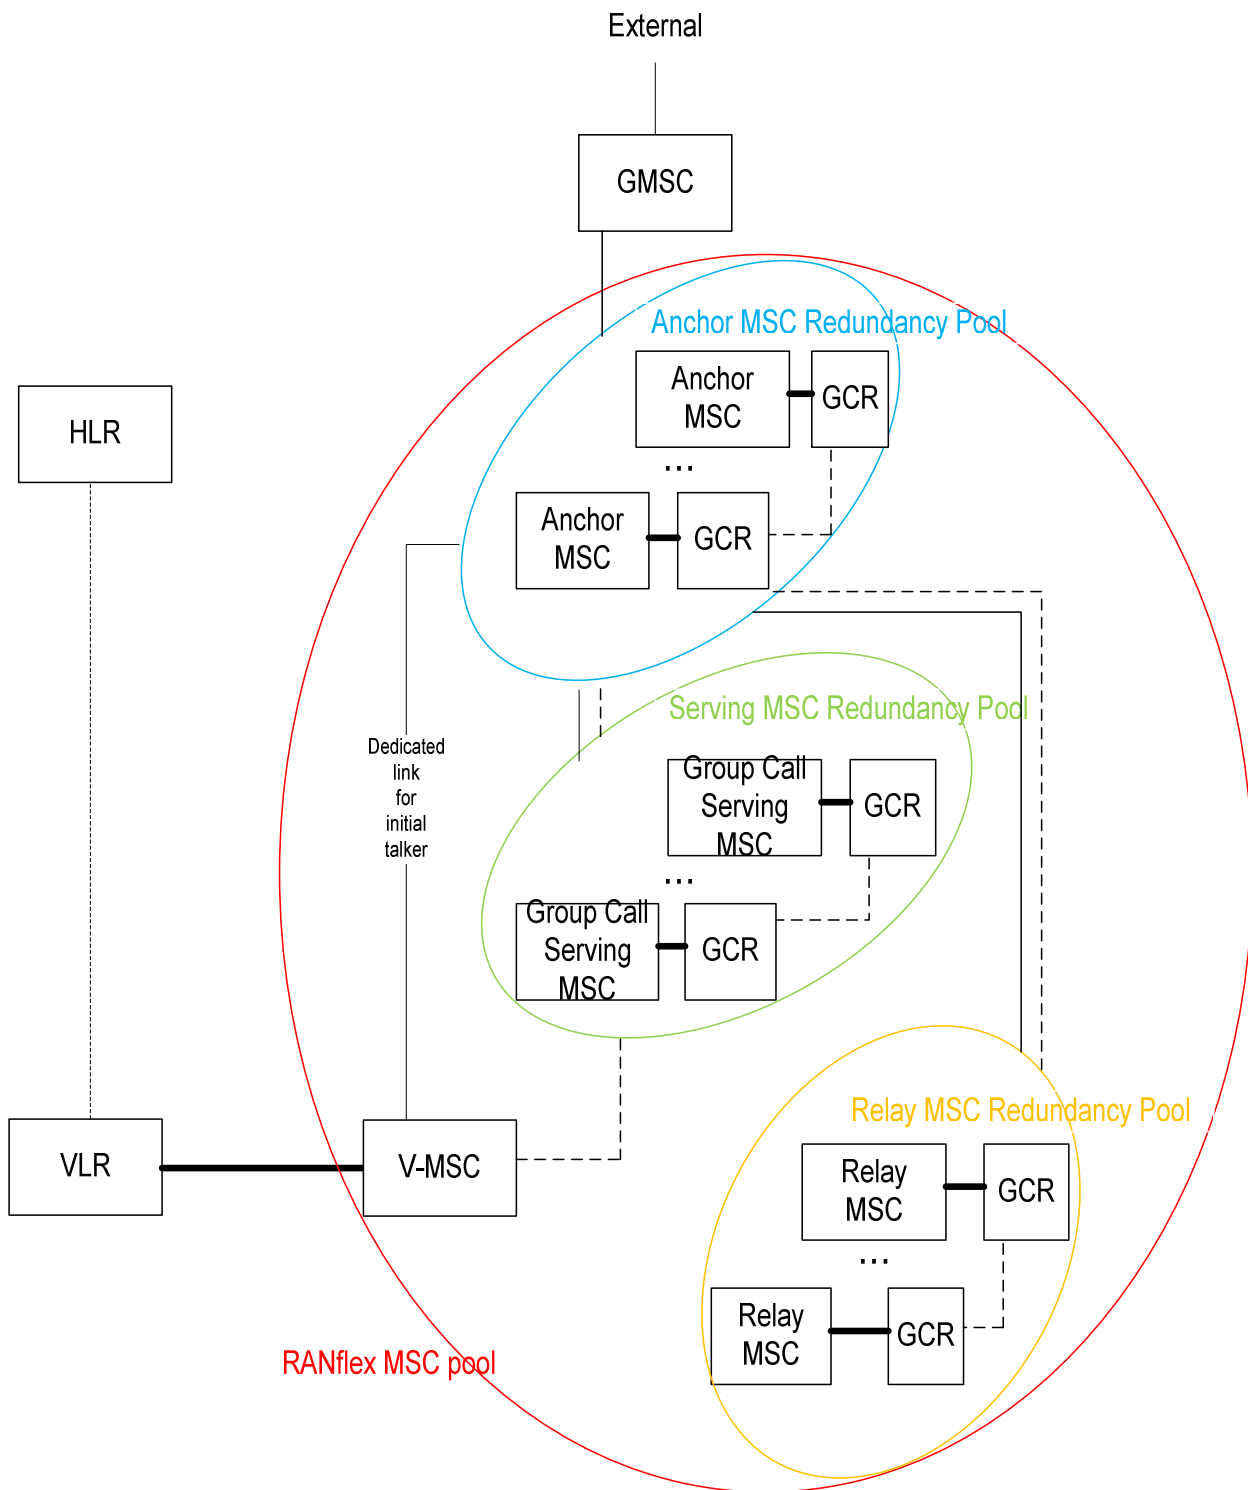 External
GMSC
Anchor MSC Redundancy Pool
Anchor
MSC
GCR
...
HLR
Anchor
MSC
GCR
Serving MSC Redundancy Pool
Dedicated
link
for
initial
talker
Group Call
Serving
MSC
GCR
...
Group Call
Serving
MSC
GCR
Relay MSC Redundancy Pool
VLR
V-MSC
Relay
MSC
GCR
...
Relay
MSC
GCR
RANflex MSC pool